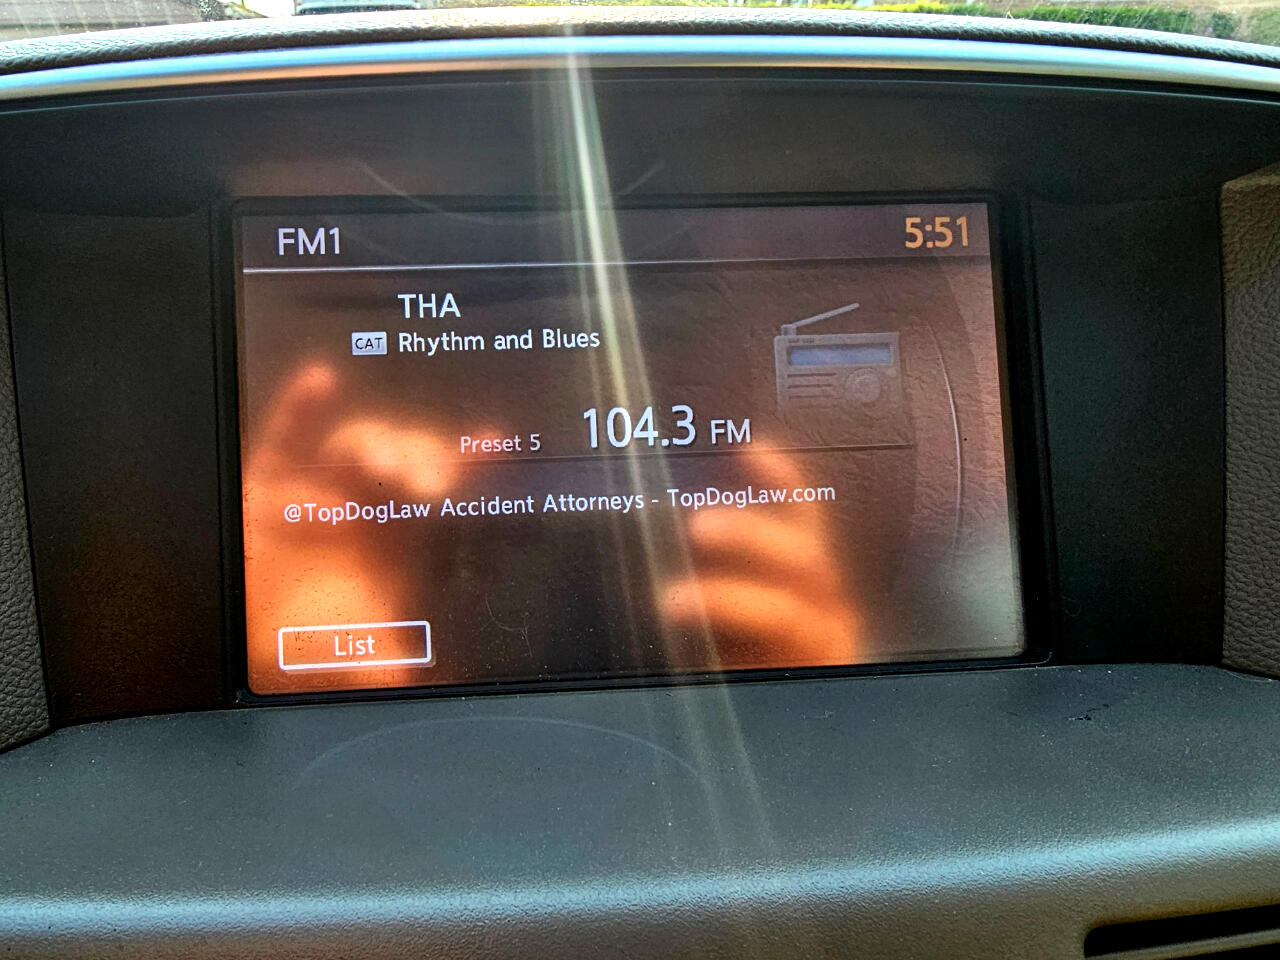 FM1 5:51
THA
CAT Rhythm and Blues
Preset 5 104.3 FM
@TopDogLaw Accident Attorneys - TopDogLaw.com
List